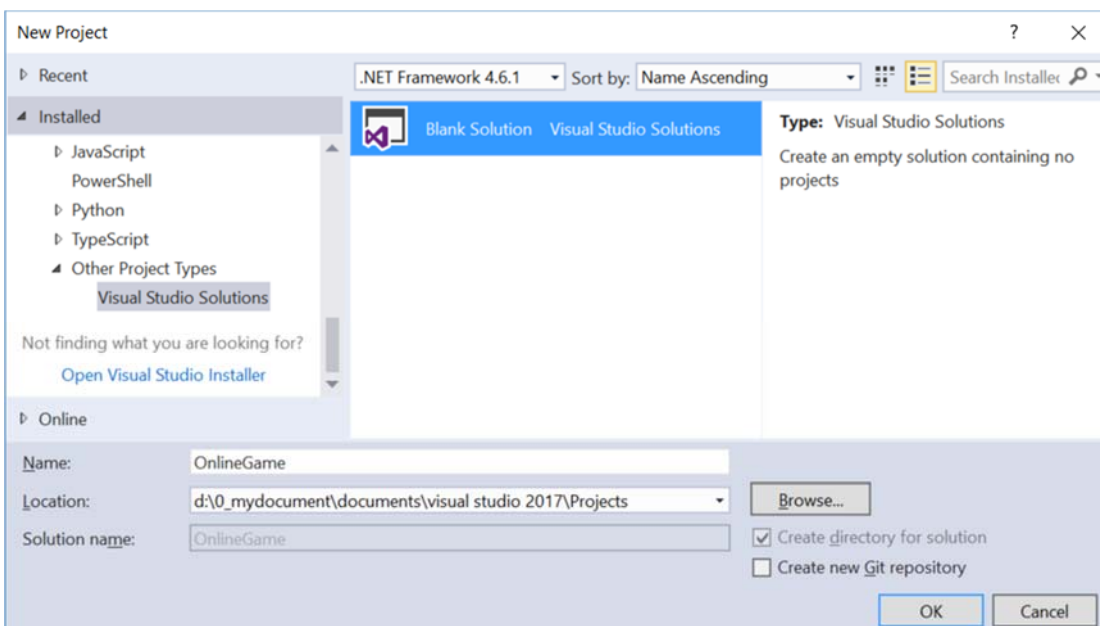 New Project
?
Recent
.NET Framework 4.6.1 Sort by: Name Ascending
Installed
JavaScript
PowerShell
Python
TypeScript
Other Project Types
Visual Studio Solutions
Not finding what you are looking for?
Open Visual Studio Installer
Online
Blank Solution Visual Studio Solutions
Type: Visual Studio Solutions
Create an empty solution containing no
projects
Name: OnlineGame
Location: d:\0_mydocument\documents\visual studio 2017\Projects Browse...
Solution name: OnlineGame
Create directory for solution
Create new Git repository
OK Cancel